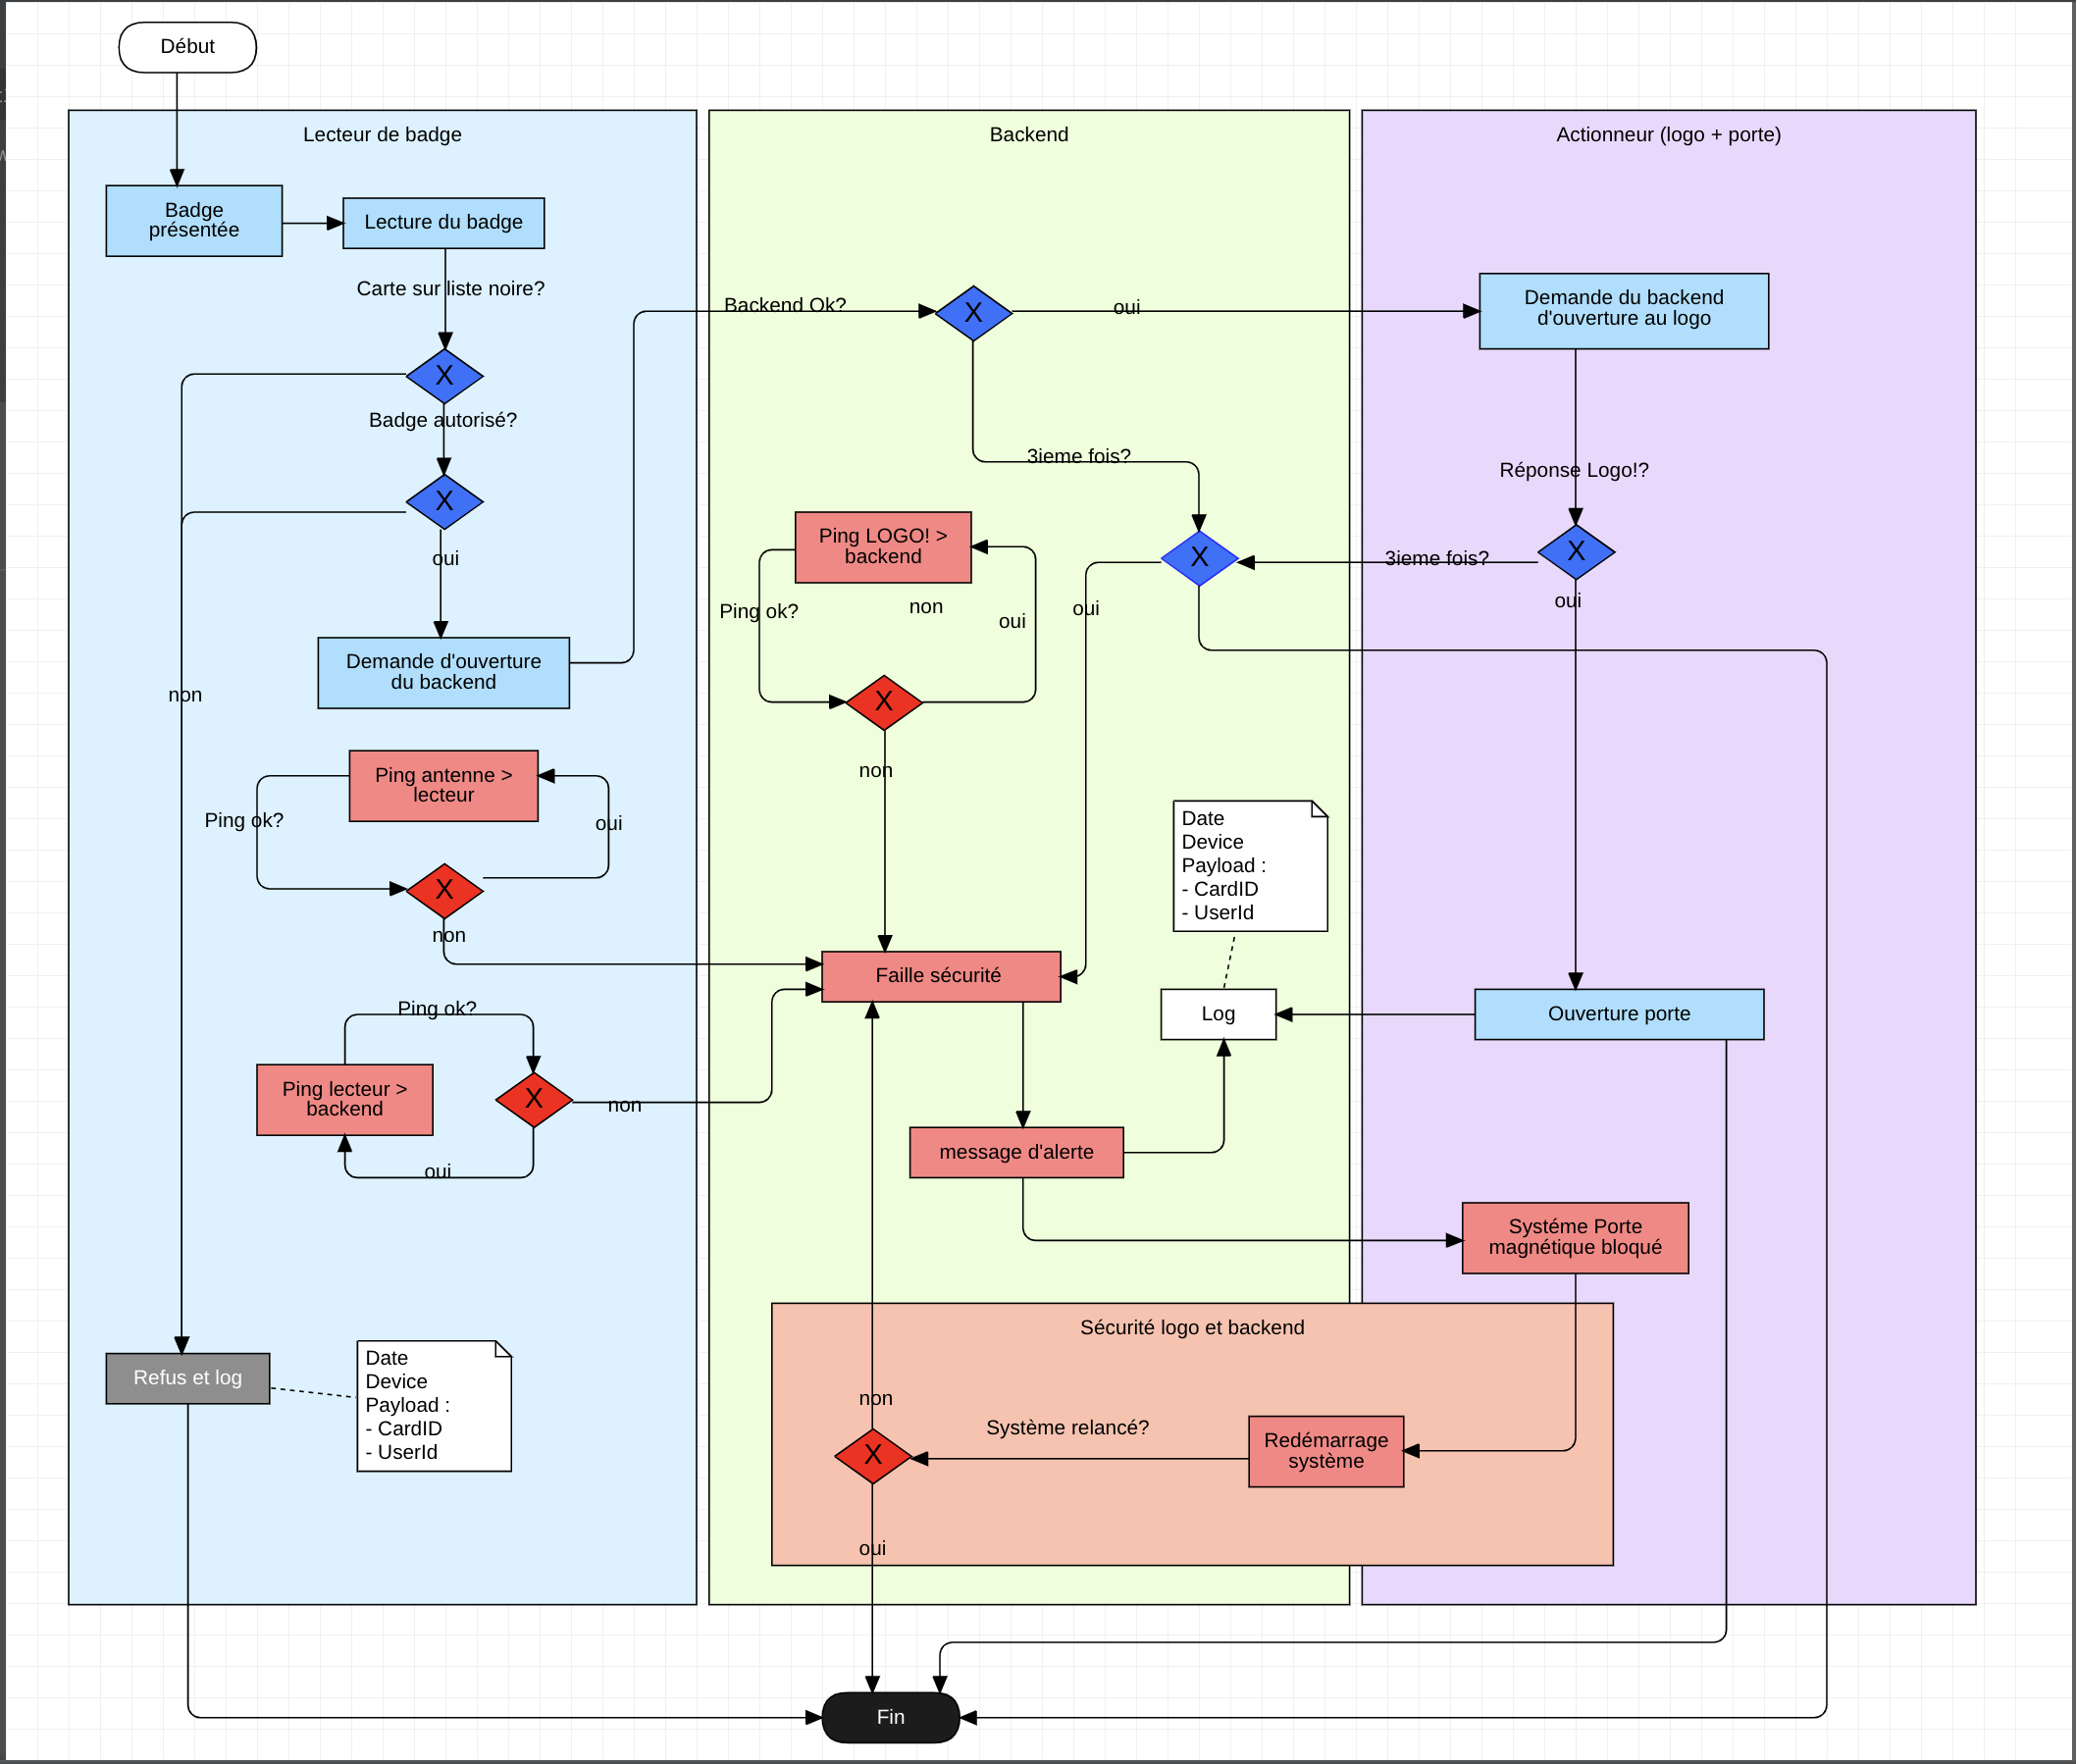 Début
Lecteur de badge
Backend
Actionneur (logo + porte)
Badge
présentée
Lecture du badge
Carte sur liste noire?
Backend Ok?
X
oui
Demande du backend
d'ouverture au logo
X
Badge autorisé?
3ieme fois?
Réponse Logo!?
X
oui
Ping LOGO! >
backend
X
3ieme fois?
X
oui
Ping ok?
non
oui
oui
Demande d'ouverture
du backend
non
X
non
Ping antenne >
lecteur
Ping ok?
oui
X
non
Date
Device
Payload :
- CardID
- UserId
Faille sécurité
Log
Ouverture porte
Ping ok?
Ping lecteur >
backend
X
non
oui
message d'alerte
Systéme Porte
magnétique bloqué
Sécurité logo et backend
Refus et log
Date
Device
Payload :
- CardID
- UserId
non
Système relancé?
X
Redémarrage
système
oui
Fin